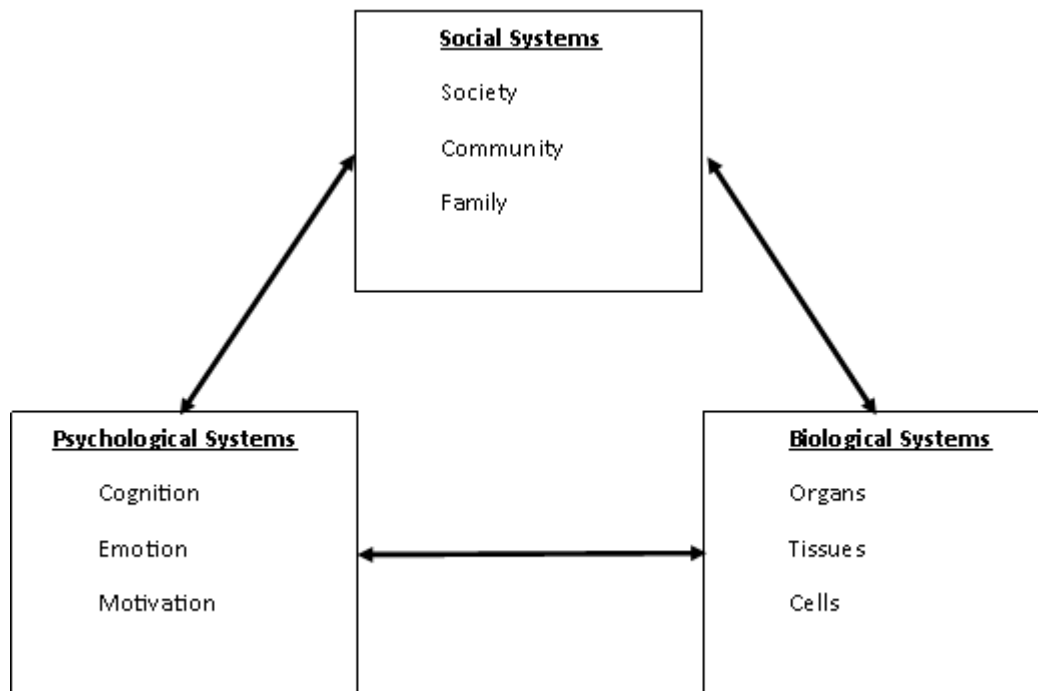 Social Systems
Society
Community
Family
Psychological Systems
Cognition
Emotion
Motivation
Biological Systems
Organs
Tissues
Cells